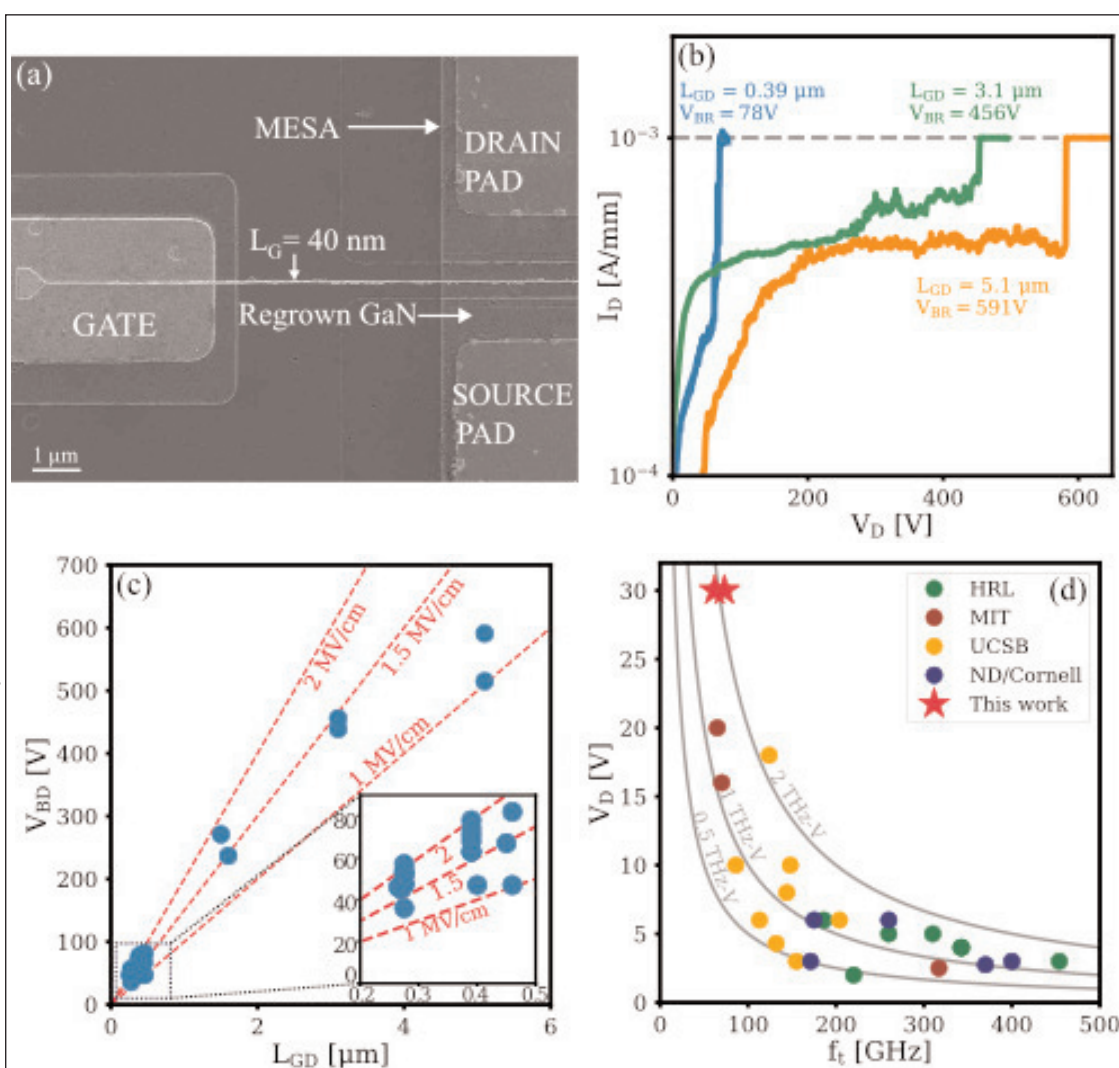 (a)
MESA
DRAIN
PAD
L_G= 40 nm
Regrown GaN
GATE
SOURCE
PAD
1 µm
(b)
L_GD = 0.39 µm
V_BR = 78V
L_GD = 3.1 µm
V_BR = 456V
L_GD = 5.1 µm
V_BR = 591V
10⁻³
10⁻⁴
I_D [A/mm]
0 200 400 600
V_D [V]
(c)
2 MV/cm
1.5 MV/cm
1 MV/cm
700
600
500
400
300
200
100
0
V_BD [V]
0 2 4 6
L_GD [µm]
80
60
40
20
0
2
1.5
1 MV/cm
0.2 0.3 0.4 0.5
(d)
HRL
MIT
UCSB
ND/Cornell
This work
2 THz-V
1 THz-V
0.5 THz-V
30
25
20
15
10
5
0
V_D [V]
0 100 200 300 400 500
f_t [GHz]